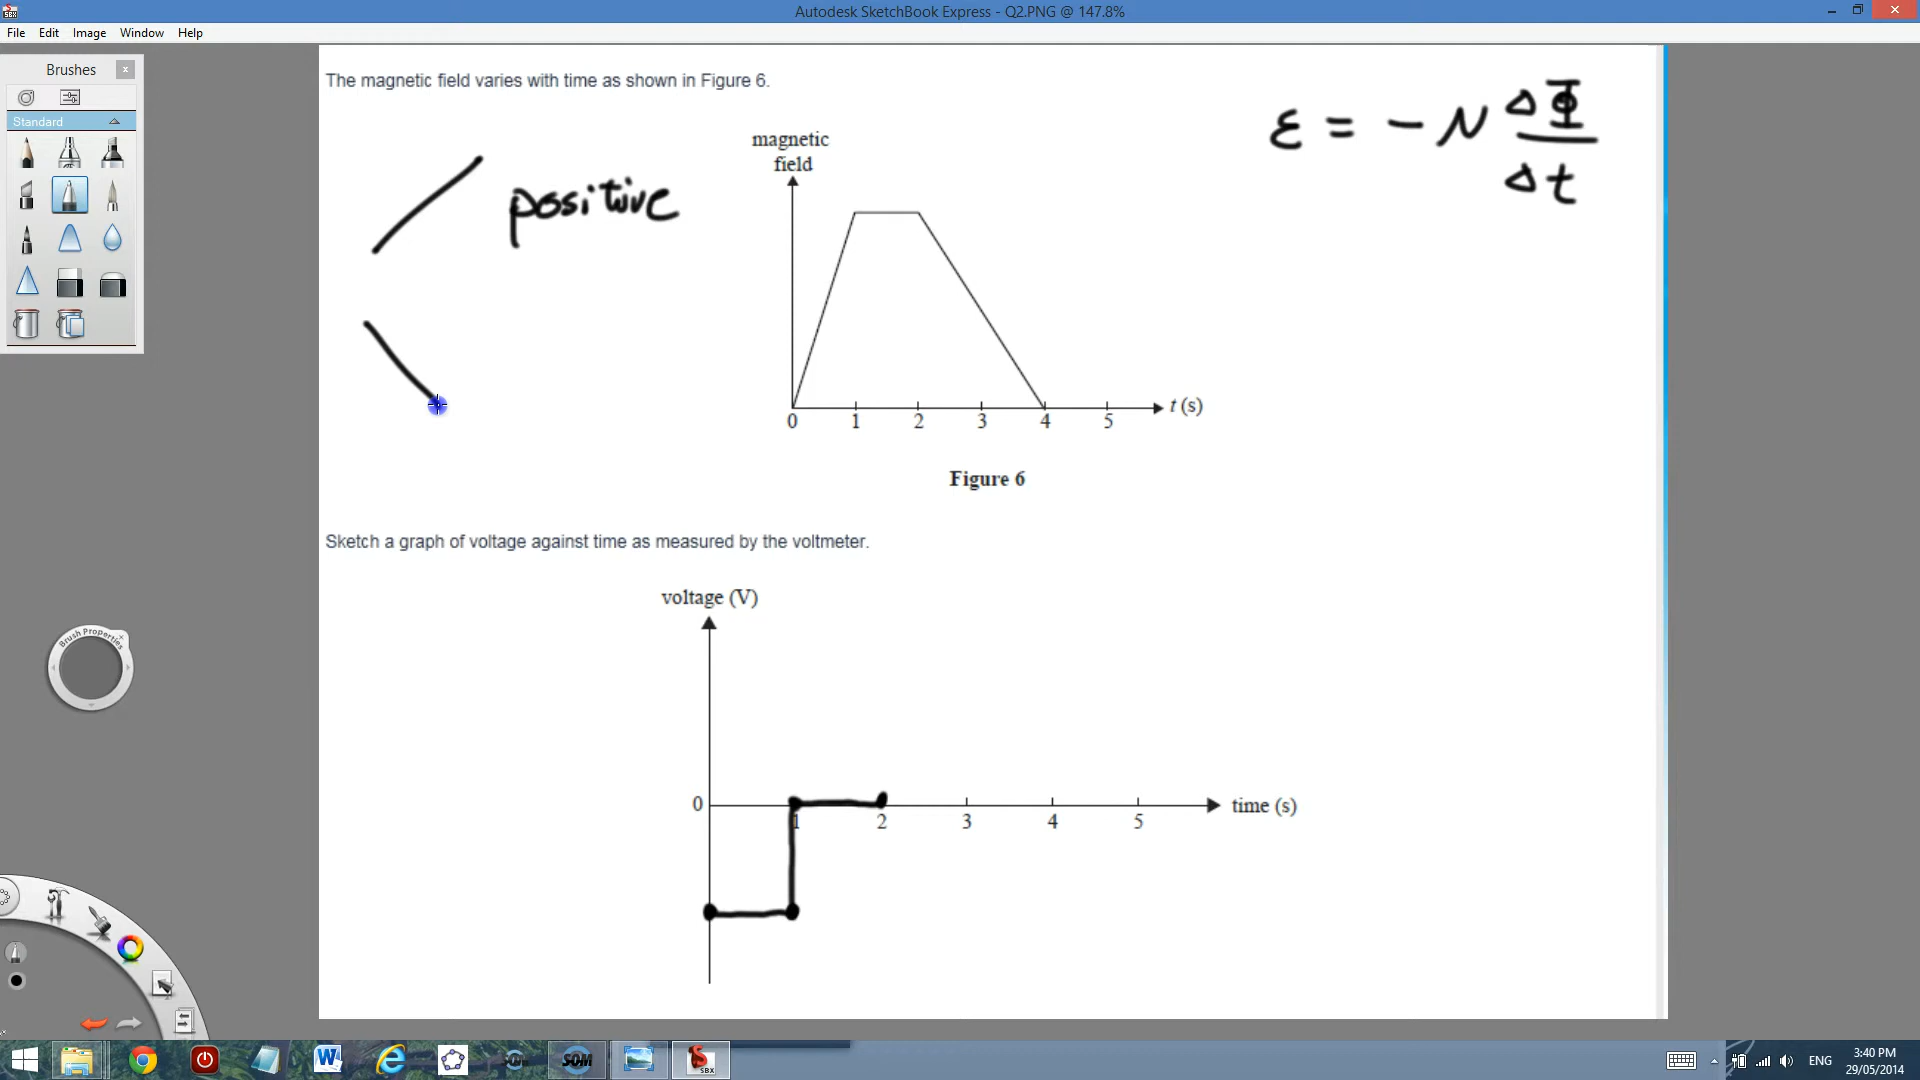 Autodesk SketchBook Express - Q2.PNG @ 147.8%
File Edit Image Window Help
Brushes
Standard
The magnetic field varies with time as shown in Figure 6.
positive
magnetic
field
t (s)
0 1 2 3 4 5
Figure 6
ε = - N ΔΦ
Δt
Sketch a graph of voltage against time as measured by the voltmeter.
voltage (V)
0
time (s)
1 2 3 4 5
Brush Properties
SBX
ENG
3:40 PM
29/05/2014